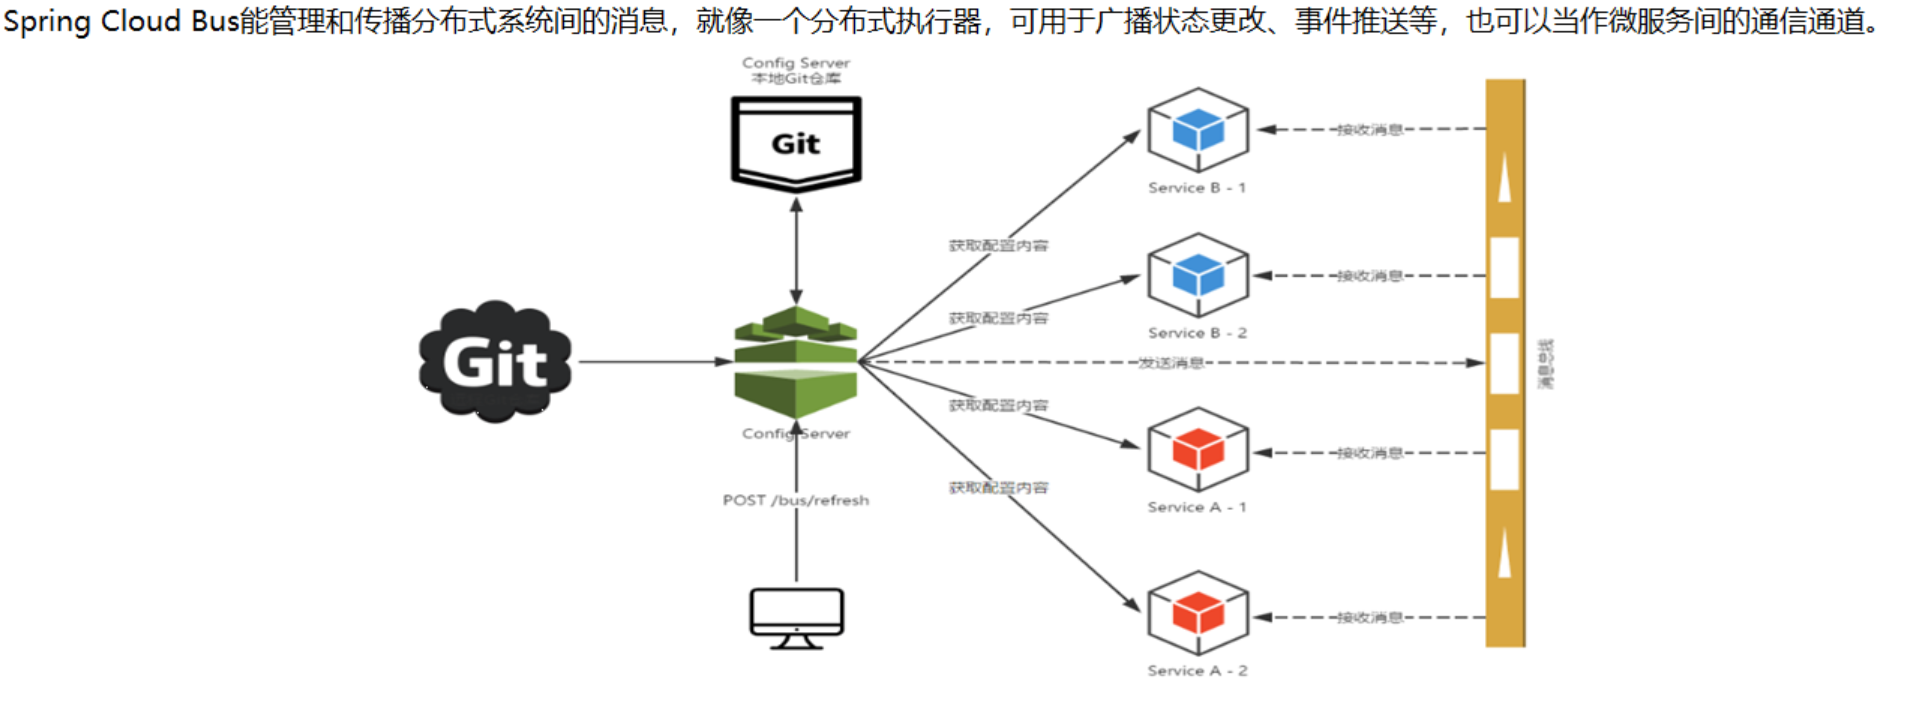 Spring Cloud Bus能管理和传播分布式系统间的消息，就像一个分布式执行器，可用于广播状态更改、事件推送等，也可以当作微服务间的通信通道。
Config Server
本地Git仓库
Git
接收消息
Service B - 1
获取配置内容
接收消息
获取配置内容
Service B - 2
Git
发送消息
消息总线
获取配置内容
Config Server
接收消息
获取配置内容
POST /bus/refresh
Service A - 1
接收消息
Service A - 2